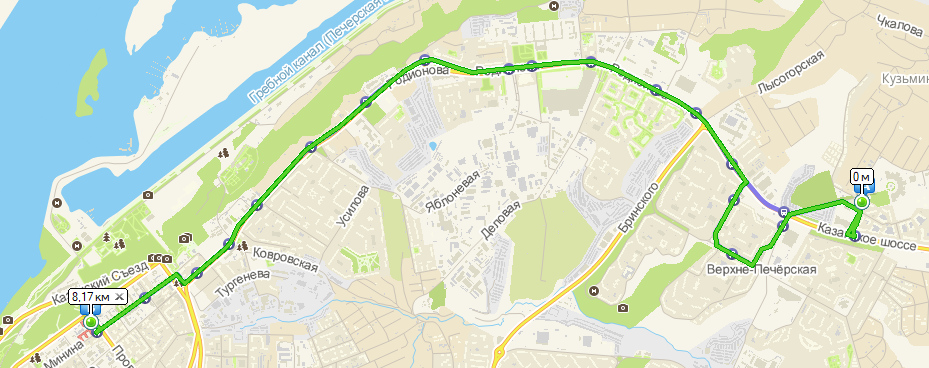 Чкалова
Гребной канал (Печерская
Лысогорская
Родионова
Кузьмин
0 м
Яблоневая
Усилова
Бринского
Деловая
Казанское шоссе
Ковровская
Верхне-Печёрская
Казанский Съезд
Тургенева
8,17 км
Минина